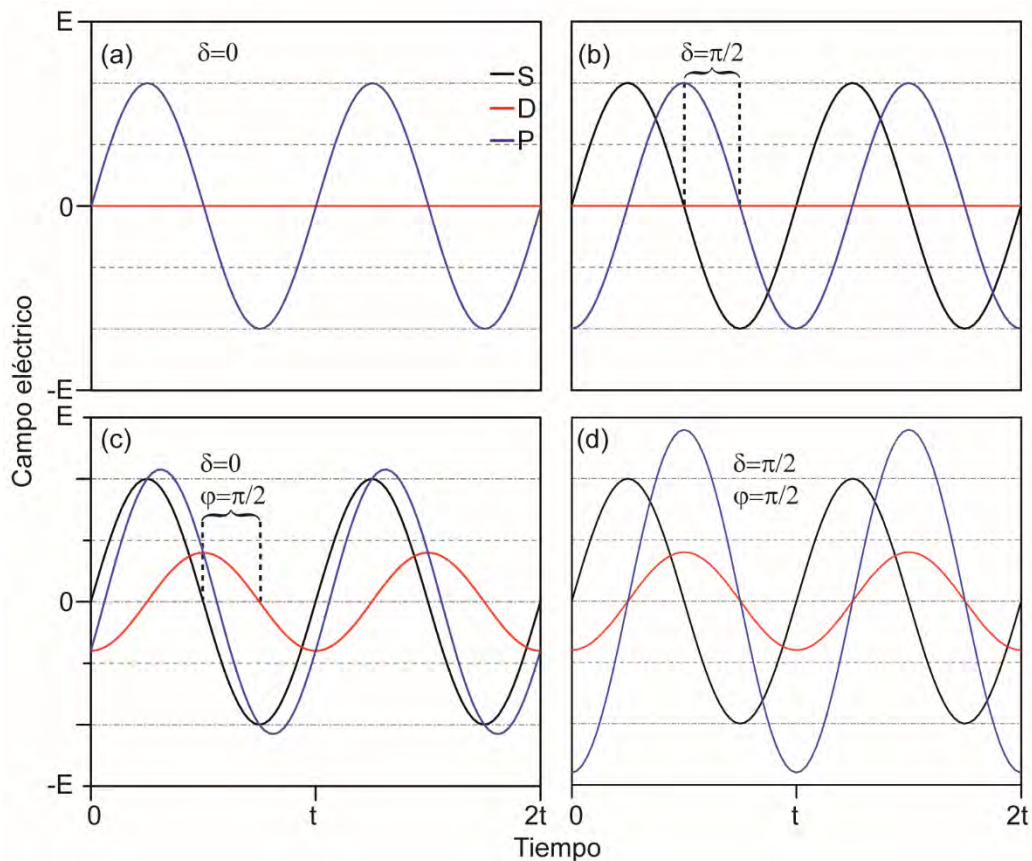 E
(a)
δ=0
S
D
P
0
-E
(b)
δ=π/2
Campo eléctrico
E
(c)
δ=0
φ=π/2
0
-E
0
t
2t
(d)
δ=π/2
φ=π/2
0
t
2t
Tiempo